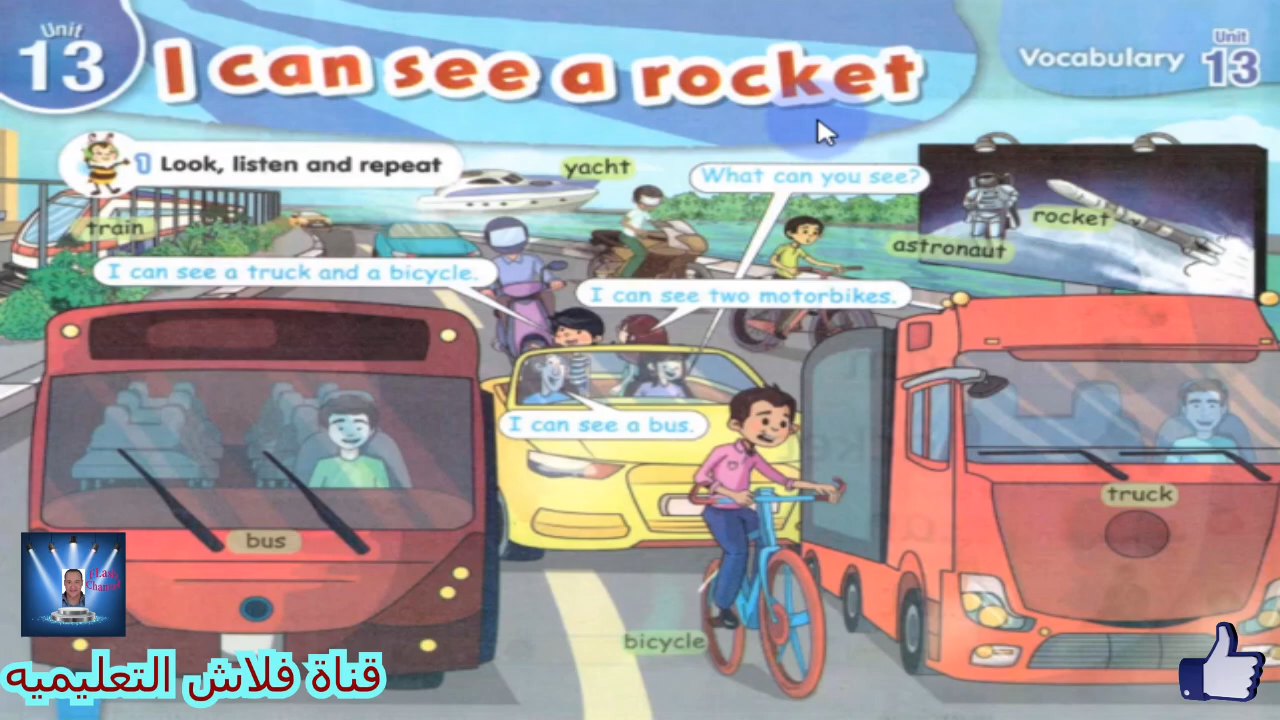 Unit
13
I can see a rocket
Vocabulary
Unit
13
1 Look, listen and repeat
yacht
What can you see?
train
rocket
astronaut
I can see a truck and a bicycle.
I can see two motorbikes.
I can see a bus.
truck
bus
bicycle
fLash
Channel
قناة فلاش التعليميه